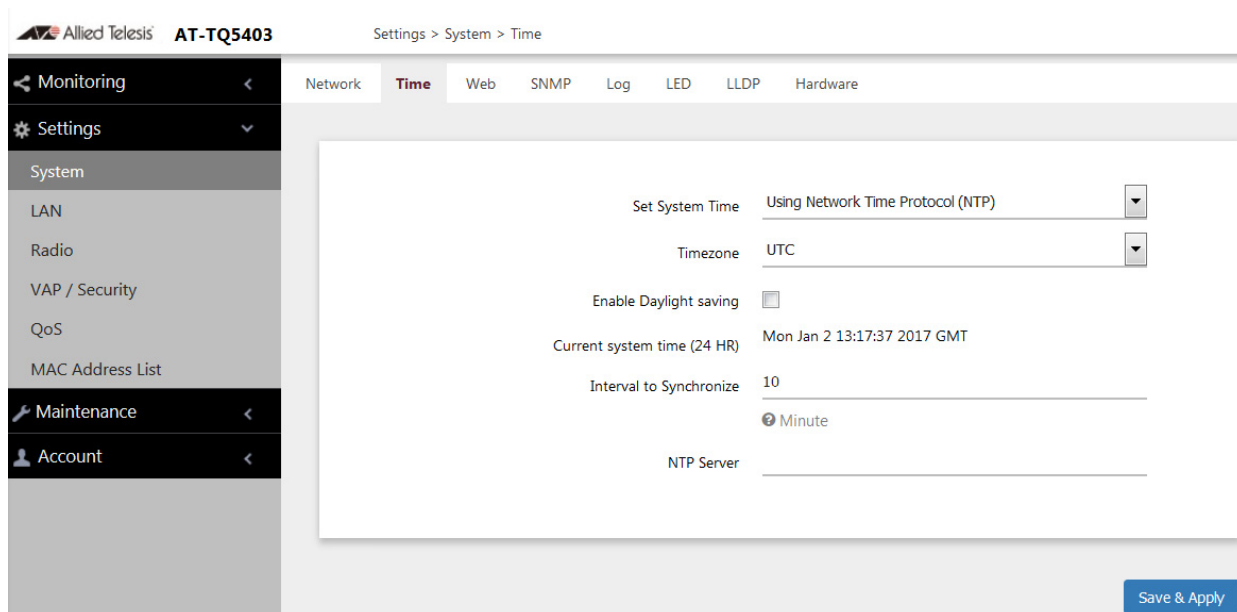 Allied Telesis AT-TQ5403 Settings > System > Time
Monitoring
Network Time Web SNMP Log LED LLDP Hardware
Settings
System
LAN
Radio
VAP / Security
QoS
MAC Address List
Maintenance
Account
Set System Time Using Network Time Protocol (NTP)
Timezone UTC
Enable Daylight saving
Current system time (24 HR) Mon Jan 2 13:17:37 2017 GMT
Interval to Synchronize 10
Minute
NTP Server
Save & Apply